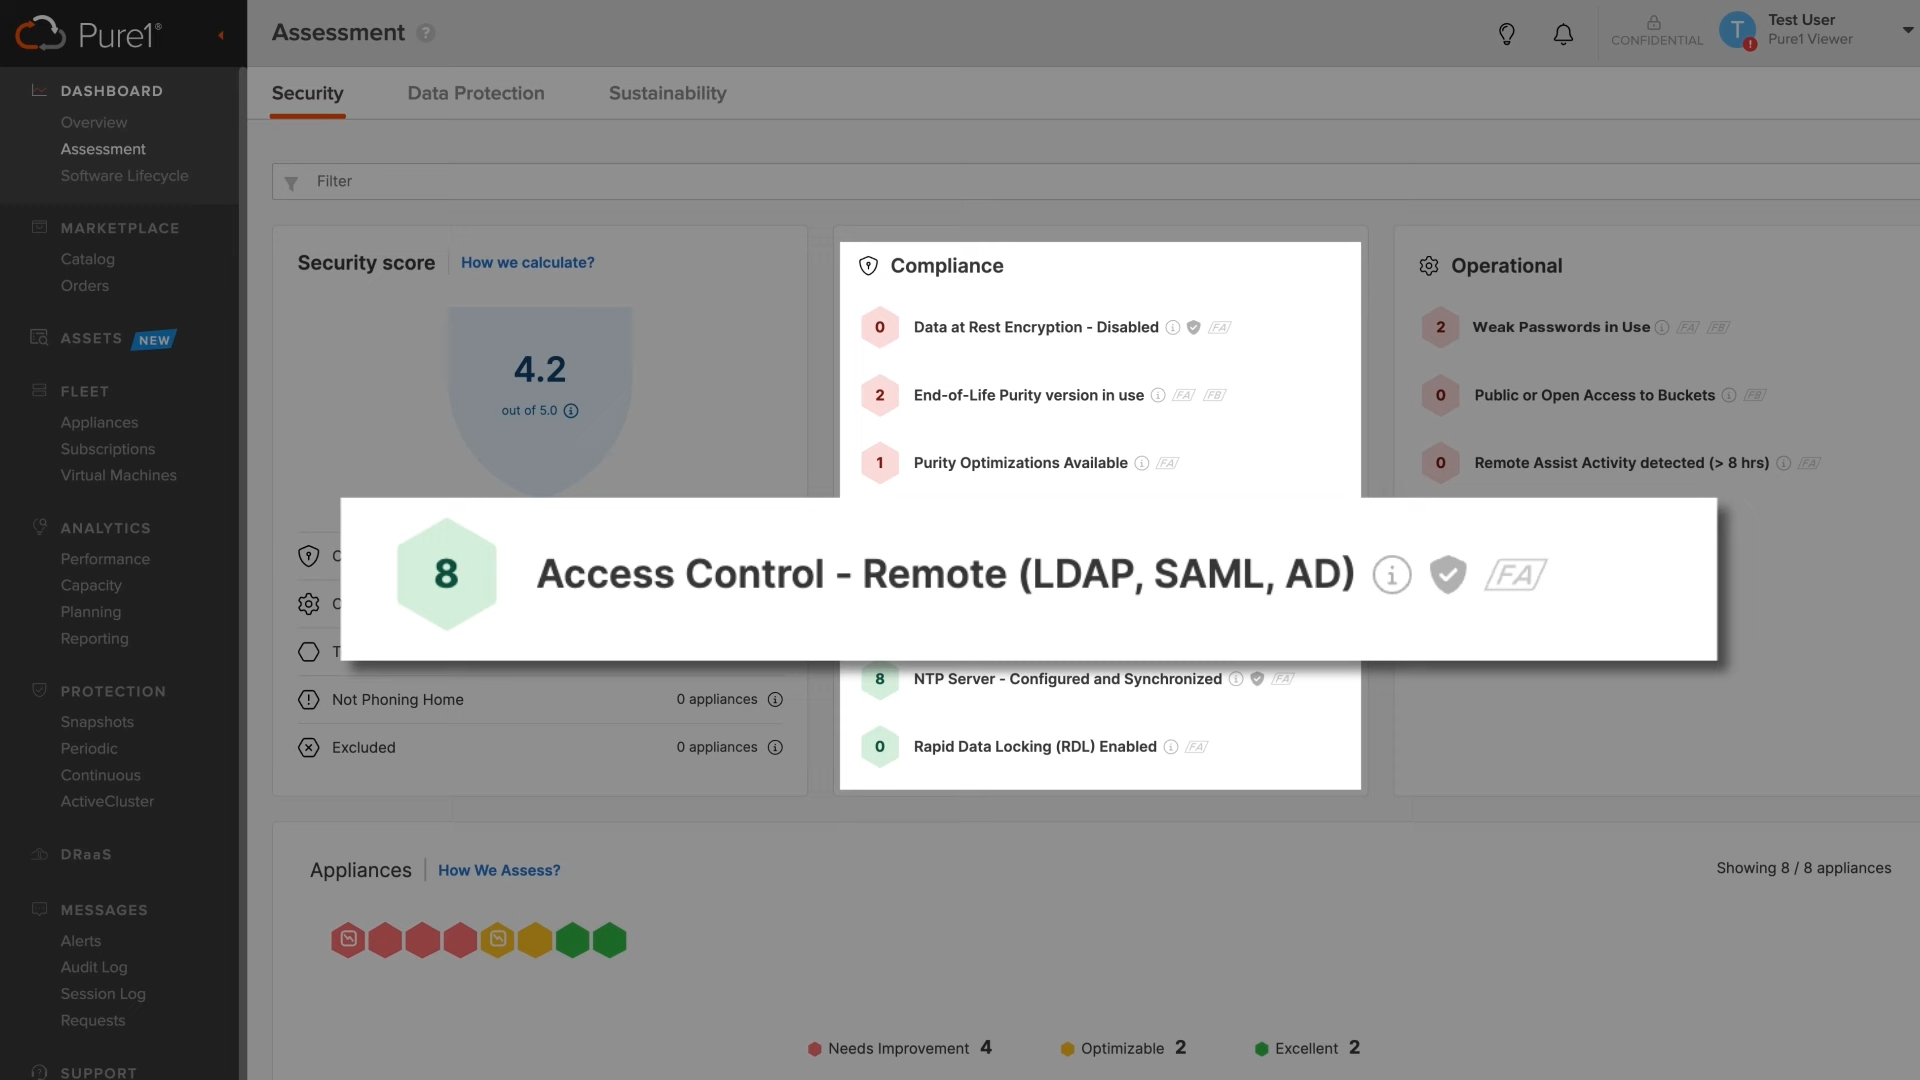 Pure1®
Assessment ?
CONFIDENTIAL
T
!
Test User
Pure1 Viewer
DASHBOARD
Overview
Assessment
Software Lifecycle
MARKETPLACE
Catalog
Orders
ASSETS NEW
FLEET
Appliances
Subscriptions
Virtual Machines
ANALYTICS
Performance
Capacity
Planning
Reporting
PROTECTION
Snapshots
Periodic
Continuous
ActiveCluster
DRaaS
MESSAGES
Alerts
Audit Log
Session Log
Requests
SUPPORT
Security Data Protection Sustainability
Filter
Security score How we calculate?
4.2
out of 5.0
Not Phoning Home 0 appliances
Excluded 0 appliances
Compliance
0 Data at Rest Encryption - Disabled FA
2 End-of-Life Purity version in use FA FB
1 Purity Optimizations Available FA
8 Access Control - Remote (LDAP, SAML, AD) FA
8 NTP Server - Configured and Synchronized FA
0 Rapid Data Locking (RDL) Enabled FA
Operational
2 Weak Passwords in Use FA FB
0 Public or Open Access to Buckets FB
0 Remote Assist Activity detected (> 8 hrs) FA
Appliances How We Assess?
Showing 8 / 8 appliances
Needs Improvement 4 Optimizable 2 Excellent 2